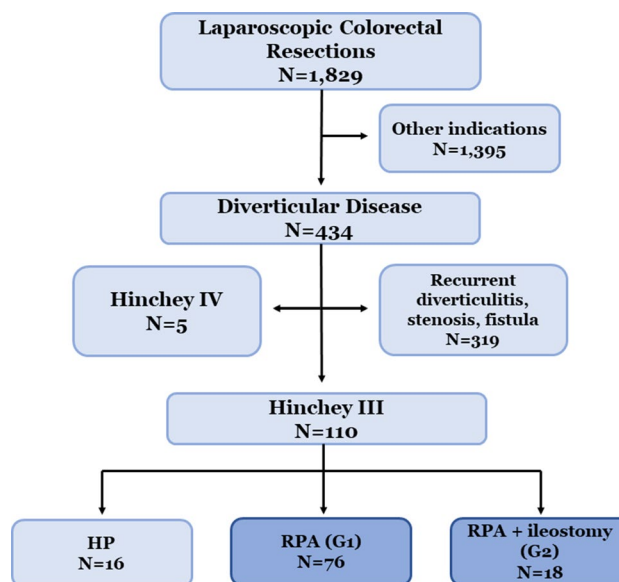 Laparoscopic Colorectal
Resections
N=1,829
Other indications
N=1,395
Diverticular Disease
N=434
Hinchey IV
N=5
Recurrent
diverticulitis,
stenosis, fistula
N=319
Hinchey III
N=110
HP
N=16
RPA (G1)
N=76
RPA + ileostomy
(G2)
N=18